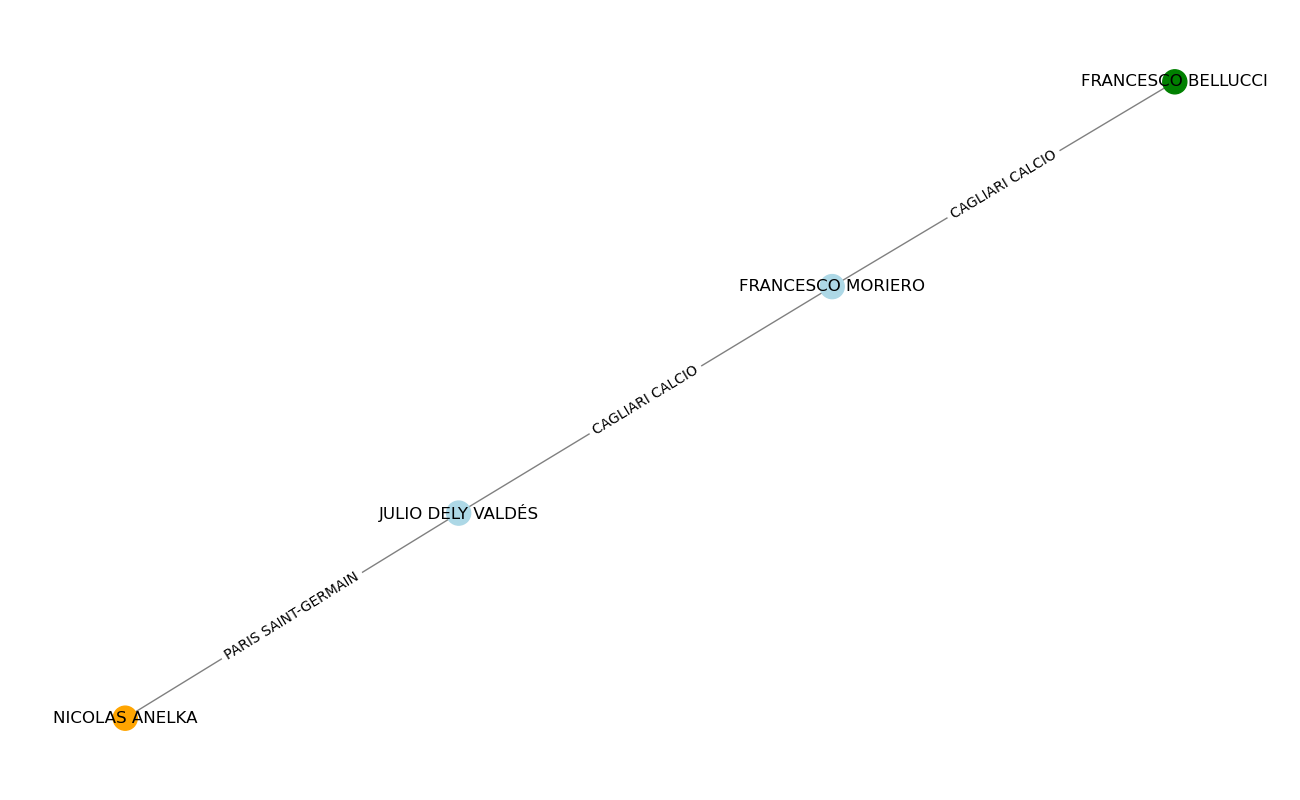 FRANCESCO BELLUCCI
CAGLIARI CALCIO
FRANCESCO MORIERO
CAGLIARI CALCIO
JULIO DELY VALDÉS
PARIS SAINT-GERMAIN
NICOLAS ANELKA